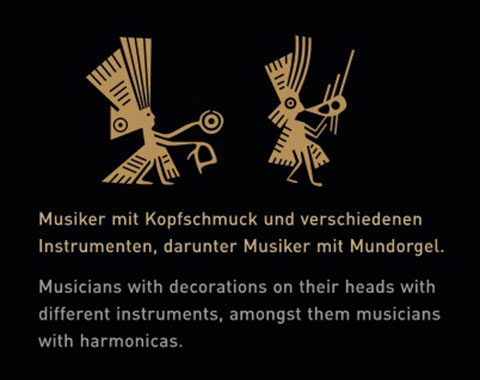 Musiker mit Kopfschmuck und verschiedenen
Instrumenten, darunter Musiker mit Mundorgel.
Musicians with decorations on their heads with
different instruments, amongst them musicians
with harmonicas.